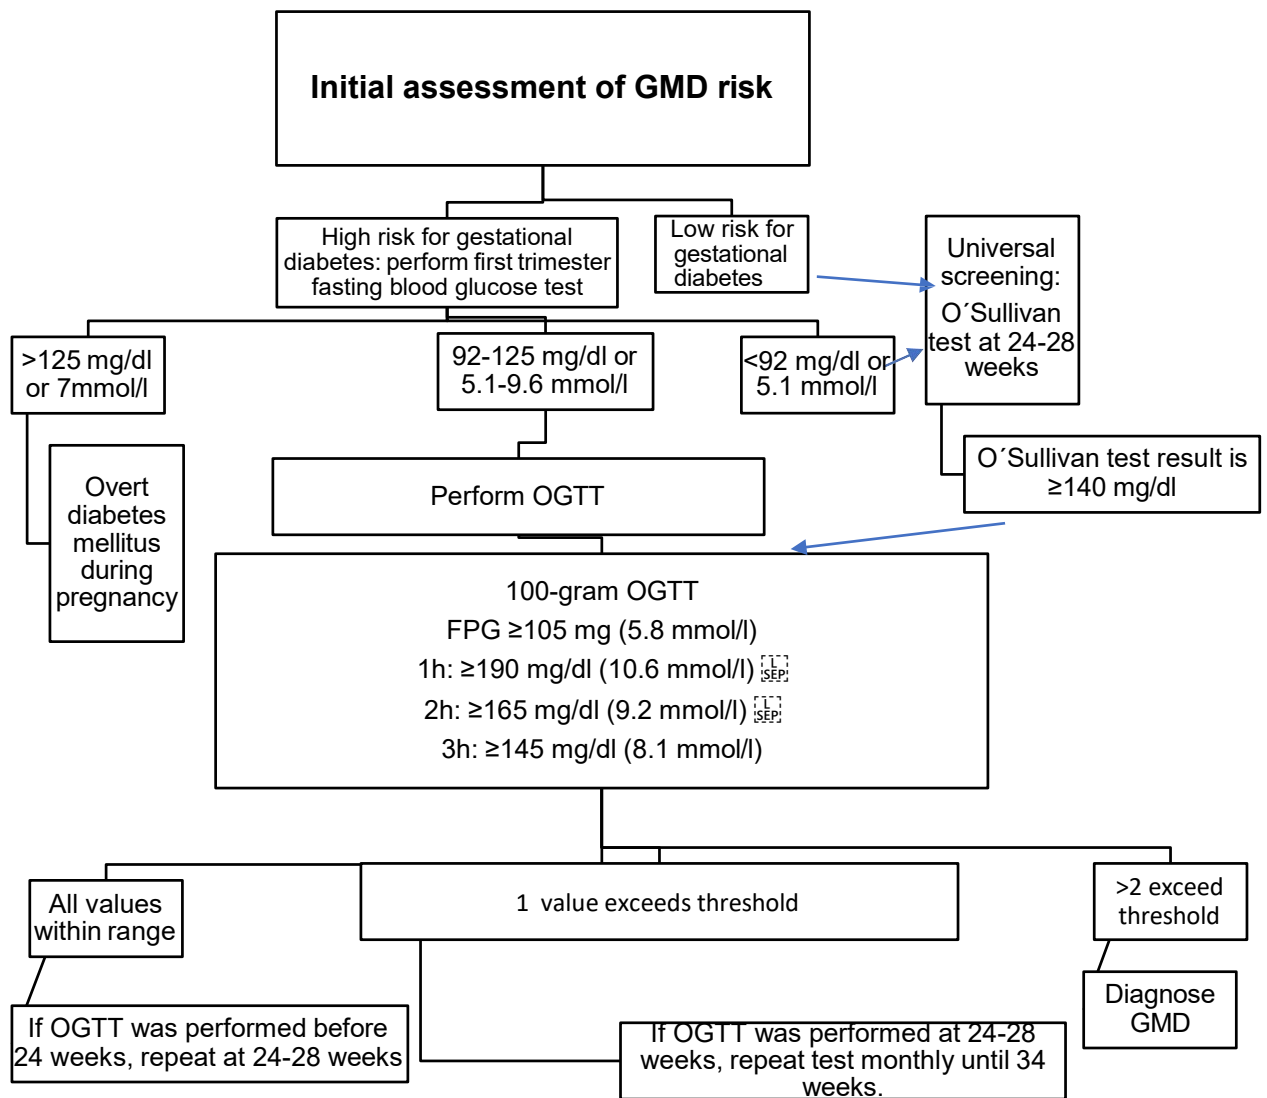 Initial assessment of GMD risk
High risk for gestational
diabetes: perform first trimester
fasting blood glucose test
Low risk for
gestational
diabetes
Universal
screening:
O´Sullivan
test at 24-28
weeks
>125 mg/dl
or 7mmol/l
92-125 mg/dl or
5.1-9.6 mmol/l
<92 mg/dl or
5.1 mmol/l
O´Sullivan test result is
≥140 mg/dl
Overt
diabetes
mellitus
during
pregnancy
Perform OGTT
100-gram OGTT
FPG ≥105 mg (5.8 mmol/l)
1h: ≥190 mg/dl (10.6 mmol/l) L SEP
2h: ≥165 mg/dl (9.2 mmol/l) L SEP
3h: ≥145 mg/dl (8.1 mmol/l)
All values
within range
1 value exceeds threshold
>2 exceed
threshold
If OGTT was performed before
24 weeks, repeat at 24-28 weeks
If OGTT was performed at 24-28
weeks, repeat test monthly until 34
weeks.
Diagnose
GMD